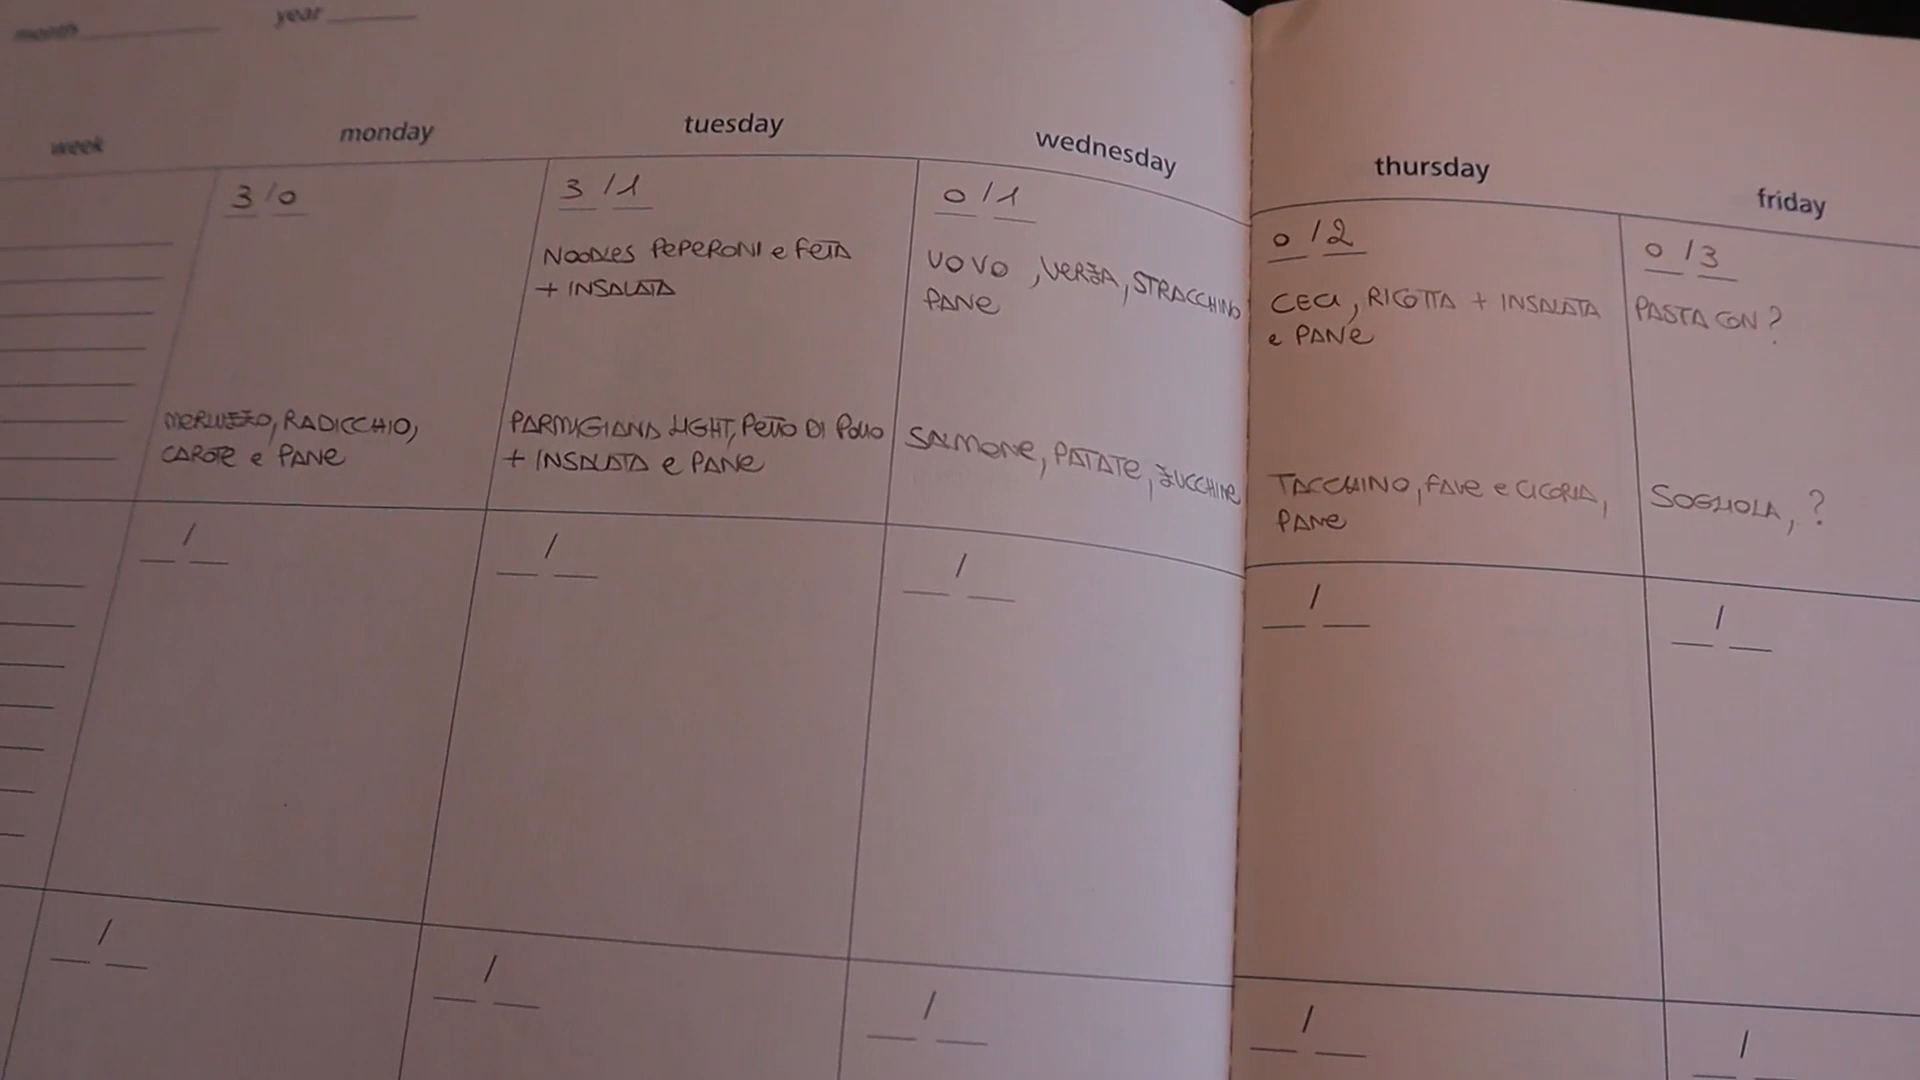 month year
week monday tuesday wednesday thursday friday
3/0
MERLUZZO, RADICCHIO,
CAROTE e PANE
3/1
NOODLES PEPERONI e FETA
+ INSALATA
PARMIGIANA LIGHT, PETTO DI POLLO
+ INSALATA e PANE
0/1
UOVO, VERZA, STRACCHINO
PANE
SALMONE, PATATE, ZUCCHINE
0/2
CECI, RICOTTA + INSALATA
e PANE
TACCHINO, FAVE e CICORIA,
PANE
0/3
PASTA CON?
SOGLIOLA, ?
/ / / / /
/ / / / /